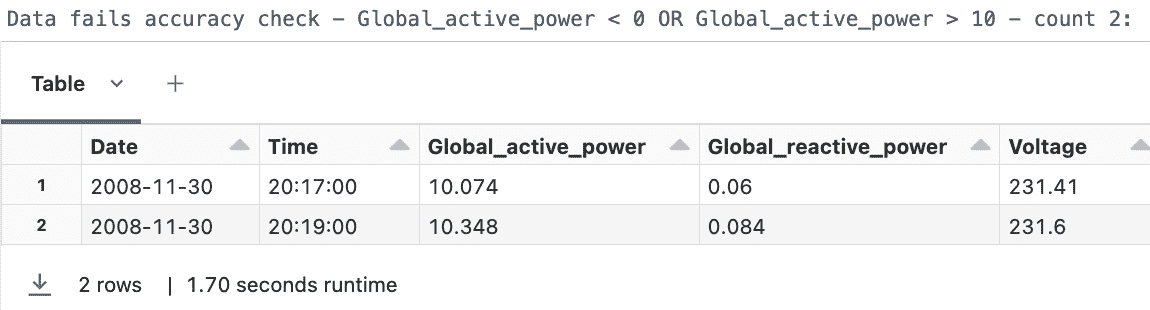 Data fails accuracy check – Global_active_power < 0 OR Global_active_power > 10 – count 2:
Table +
Date Time Global_active_power Global_reactive_power Voltage
1 2008-11-30 20:17:00 10.074 0.06 231.41
2 2008-11-30 20:19:00 10.348 0.084 231.6
2 rows | 1.70 seconds runtime